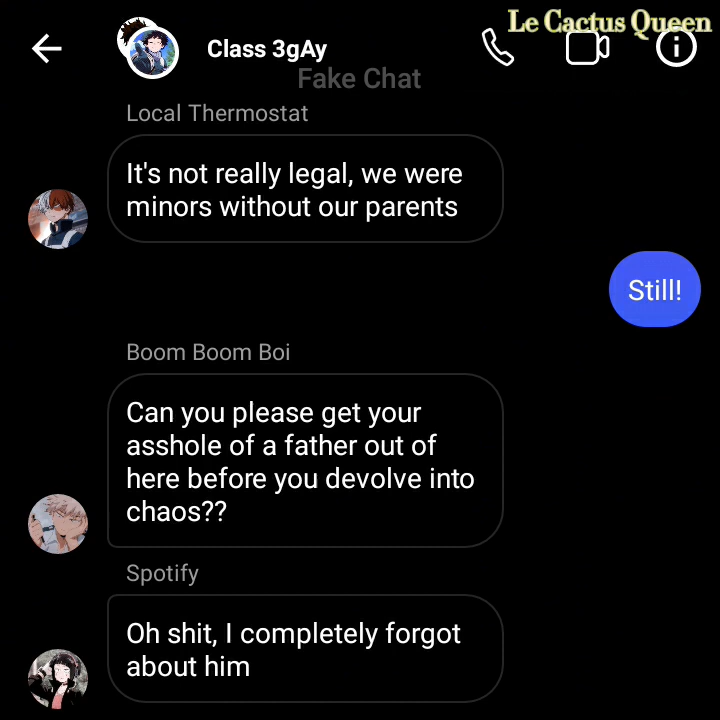 Le Cactus Queen
Class 3gAy
Fake Chat
Local Thermostat
It's not really legal, we were
minors without our parents
Still!
Boom Boom Boi
Can you please get your
asshole of a father out of
here before you devolve into
chaos??
Spotify
Oh shit, I completely forgot
about him